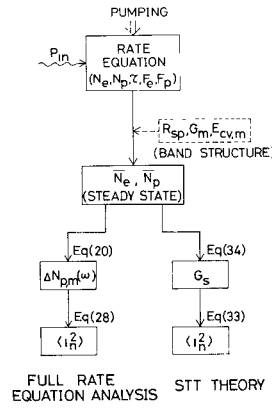 PUMPING
P_in
RATE
EQUATION
(N_e, N_p, τ, F_e, F_p)
R_sp, G_m, E_cv,m
(BAND STRUCTURE)
N̄_e , N̄_p
(STEADY STATE)
Eq(20)
Eq(34)
ΔN_p,m(ω)
G_s
Eq(28)
Eq(33)
⟨i_n^2⟩
⟨i_n^2⟩
FULL RATE
EQUATION ANALYSIS
STT THEORY